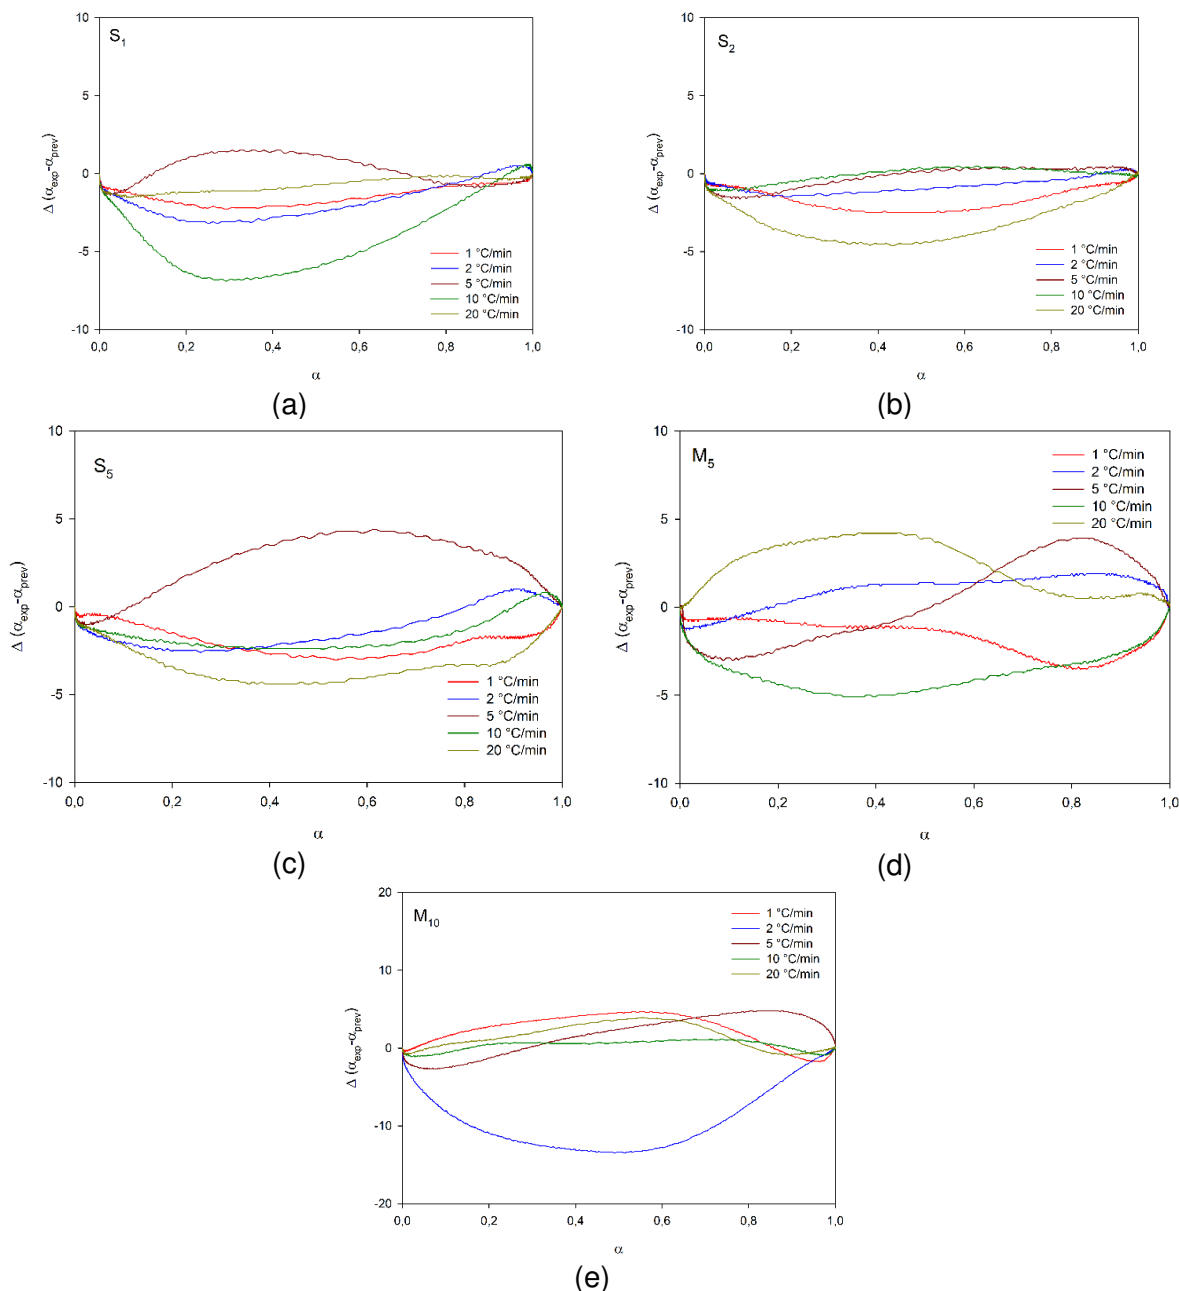 S1
Δ (αexp-αprev)
10
5
0
-5
-10
0,0 0,2 0,4 0,6 0,8 1,0
α
1 °C/min
2 °C/min
5 °C/min
10 °C/min
20 °C/min
(a)
S2
Δ (αexp-αprev)
10
5
0
-5
-10
0,0 0,2 0,4 0,6 0,8 1,0
α
1 °C/min
2 °C/min
5 °C/min
10 °C/min
20 °C/min
(b)
S5
Δ (αexp-αprev)
10
5
0
-5
-10
0,0 0,2 0,4 0,6 0,8 1,0
α
1 °C/min
2 °C/min
5 °C/min
10 °C/min
20 °C/min
(c)
M5
Δ (αexp-αprev)
10
5
0
-5
-10
0,0 0,2 0,4 0,6 0,8 1,0
α
1 °C/min
2 °C/min
5 °C/min
10 °C/min
20 °C/min
(d)
M10
Δ (αexp-αprev)
20
10
0
-10
-20
0,0 0,2 0,4 0,6 0,8 1,0
α
1 °C/min
2 °C/min
5 °C/min
10 °C/min
20 °C/min
(e)